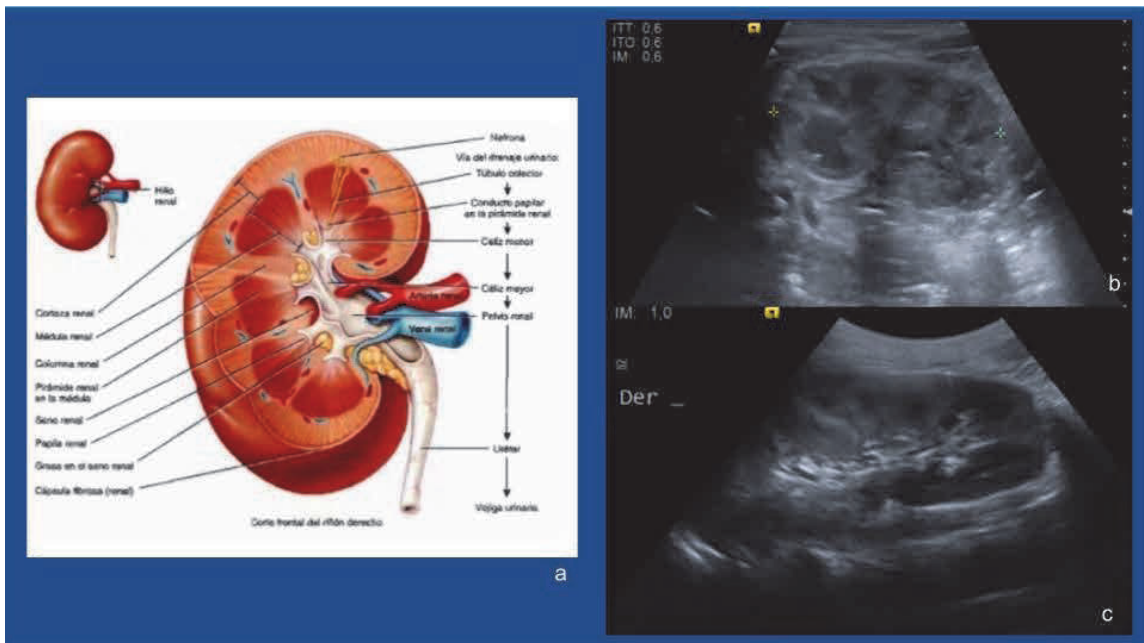 Hilio
renal
Corteza renal
Médula renal
Columna renal
Pirámide renal
en la médula
Seno renal
Papila renal
Grasa en el seno renal
Cápsula fibrosa (renal)
Nefrona
Vía del drenaje urinario:
Túbulo colector
Conducto papilar
en la pirámide renal
Cáliz menor
Cáliz mayor
Arteria renal
Pelvis renal
Vena renal
Uréter
Vejiga urinaria
Corte frontal del riñón derecho
a
ITT: 0,6
ITO: 0,6
IM: 0,6
b
IM: 1,0
Der _
c